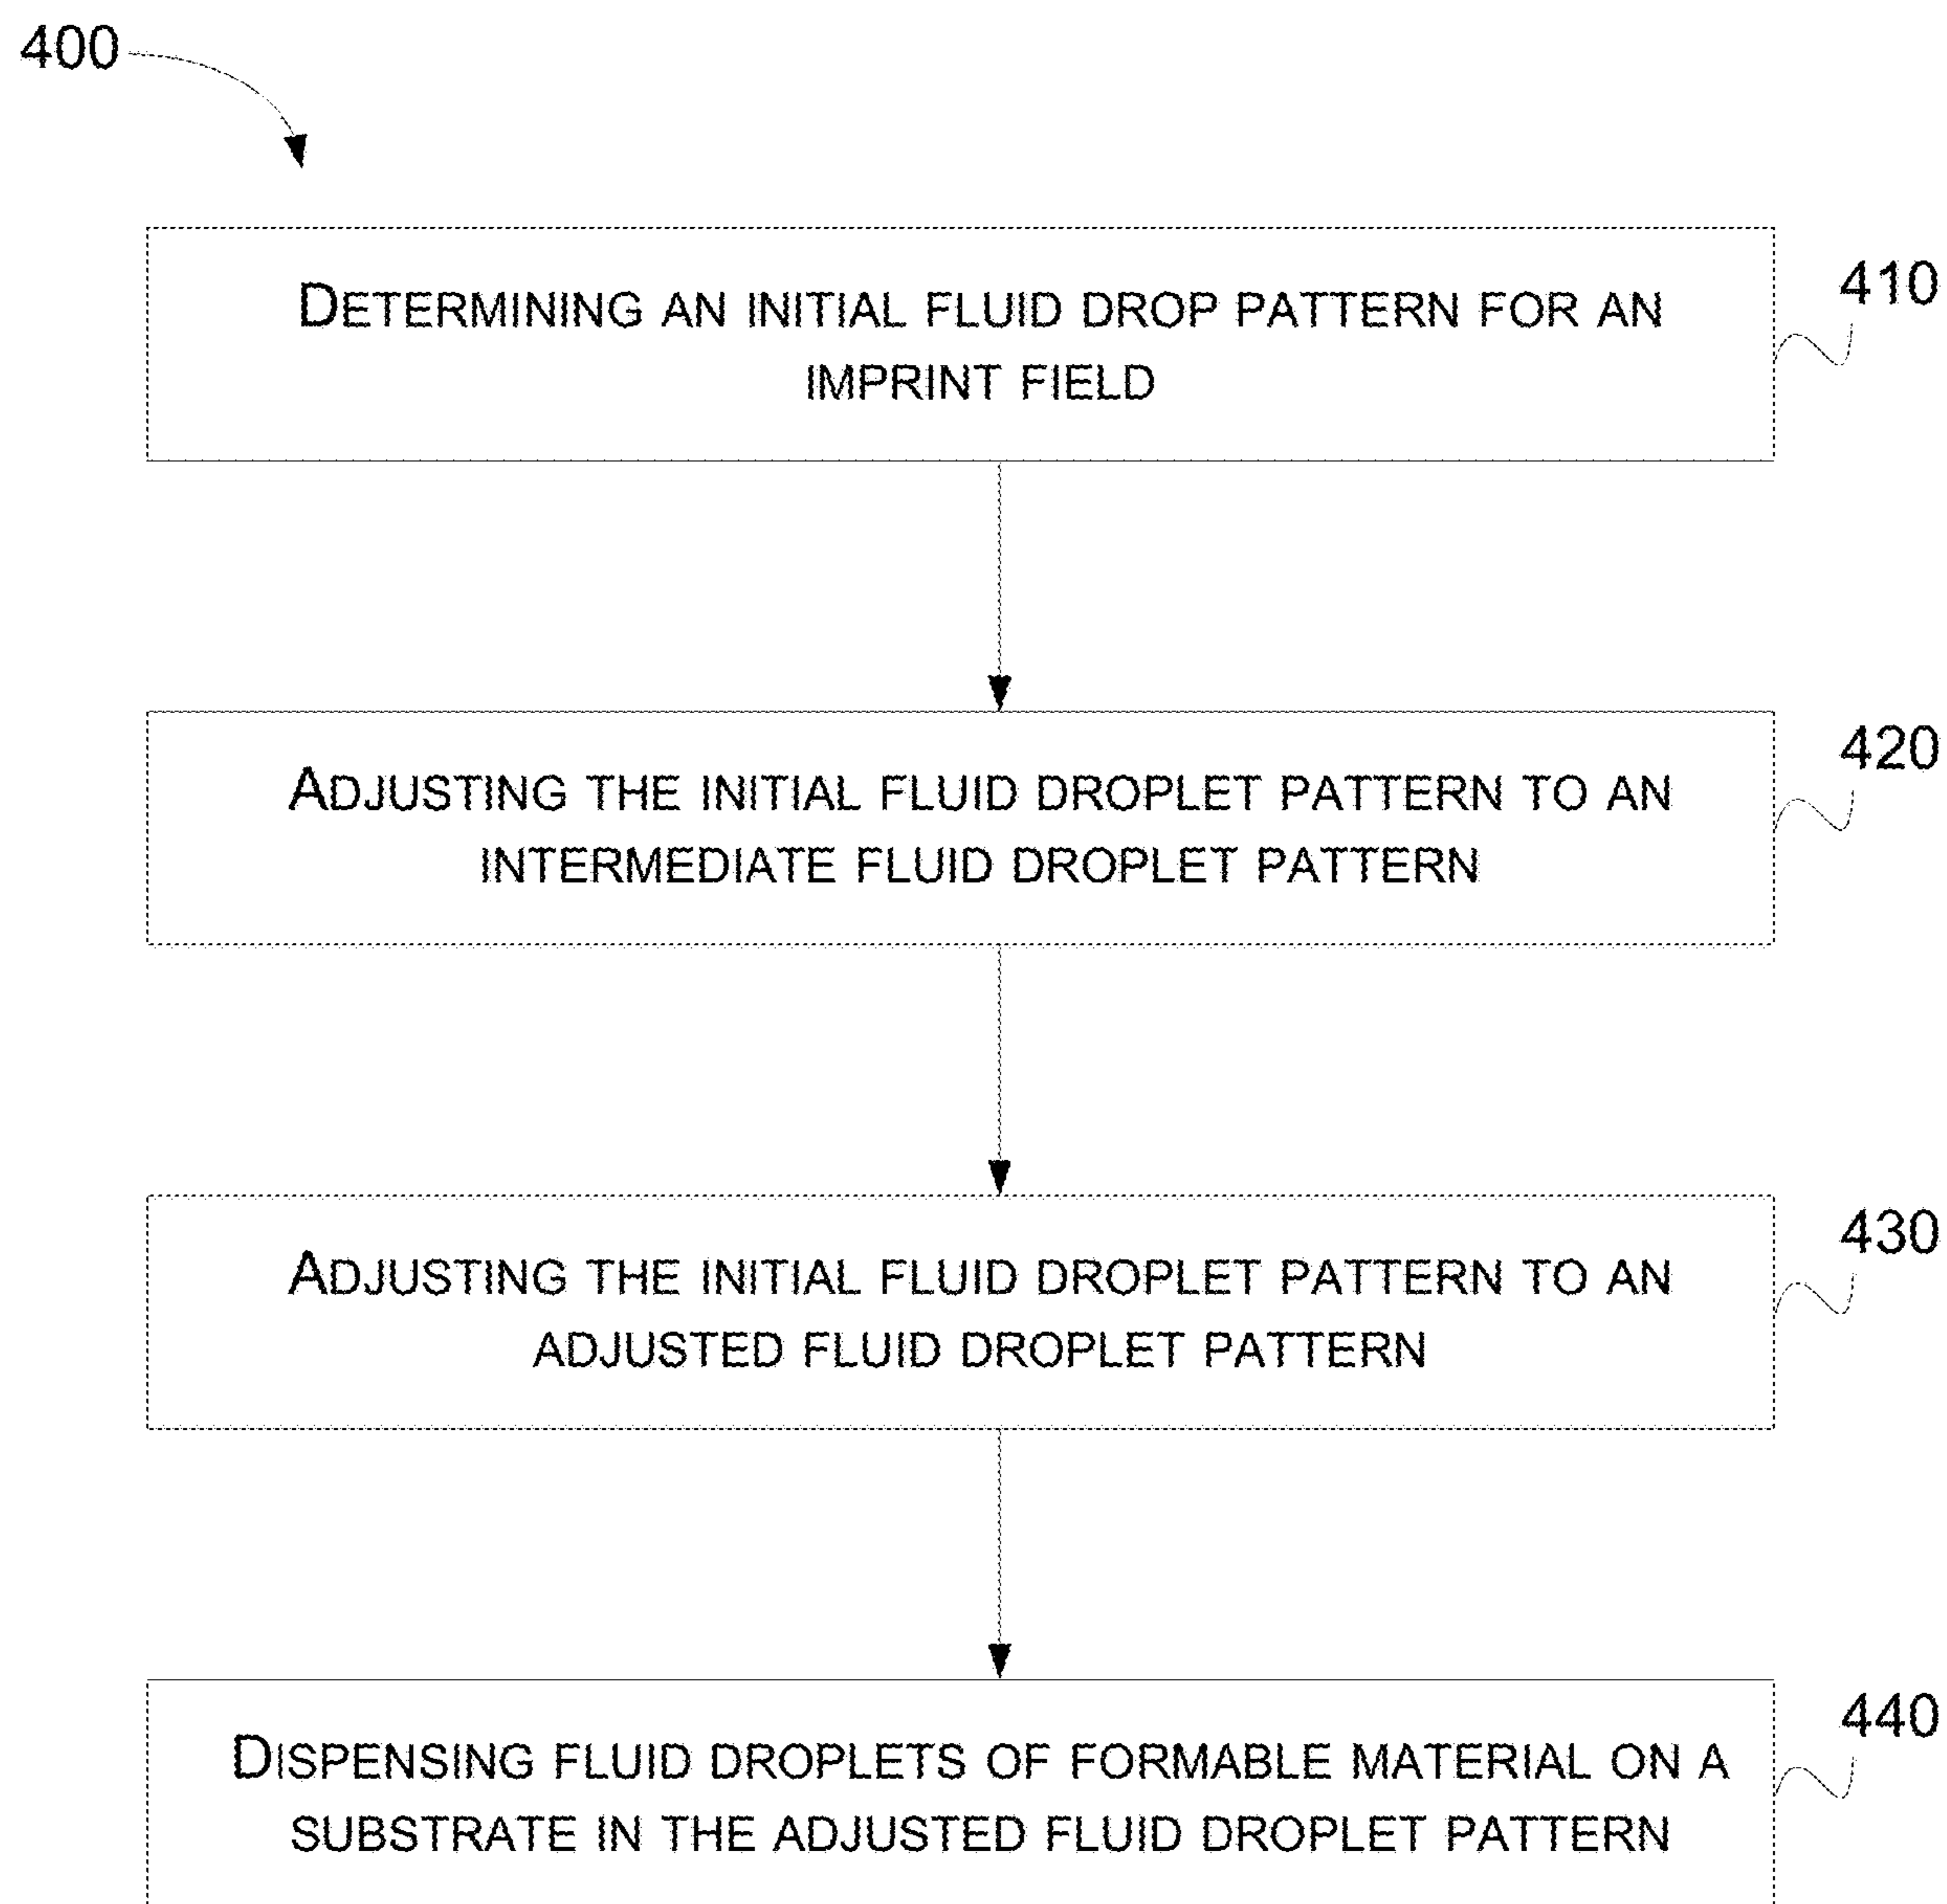 400
DETERMINING AN INITIAL FLUID DROP PATTERN FOR AN
IMPRINT FIELD
410
ADJUSTING THE INITIAL FLUID DROPLET PATTERN TO AN
INTERMEDIATE FLUID DROPLET PATTERN
420
ADJUSTING THE INITIAL FLUID DROPLET PATTERN TO AN
ADJUSTED FLUID DROPLET PATTERN
430
DISPENSING FLUID DROPLETS OF FORMABLE MATERIAL ON A
SUBSTRATE IN THE ADJUSTED FLUID DROPLET PATTERN
440